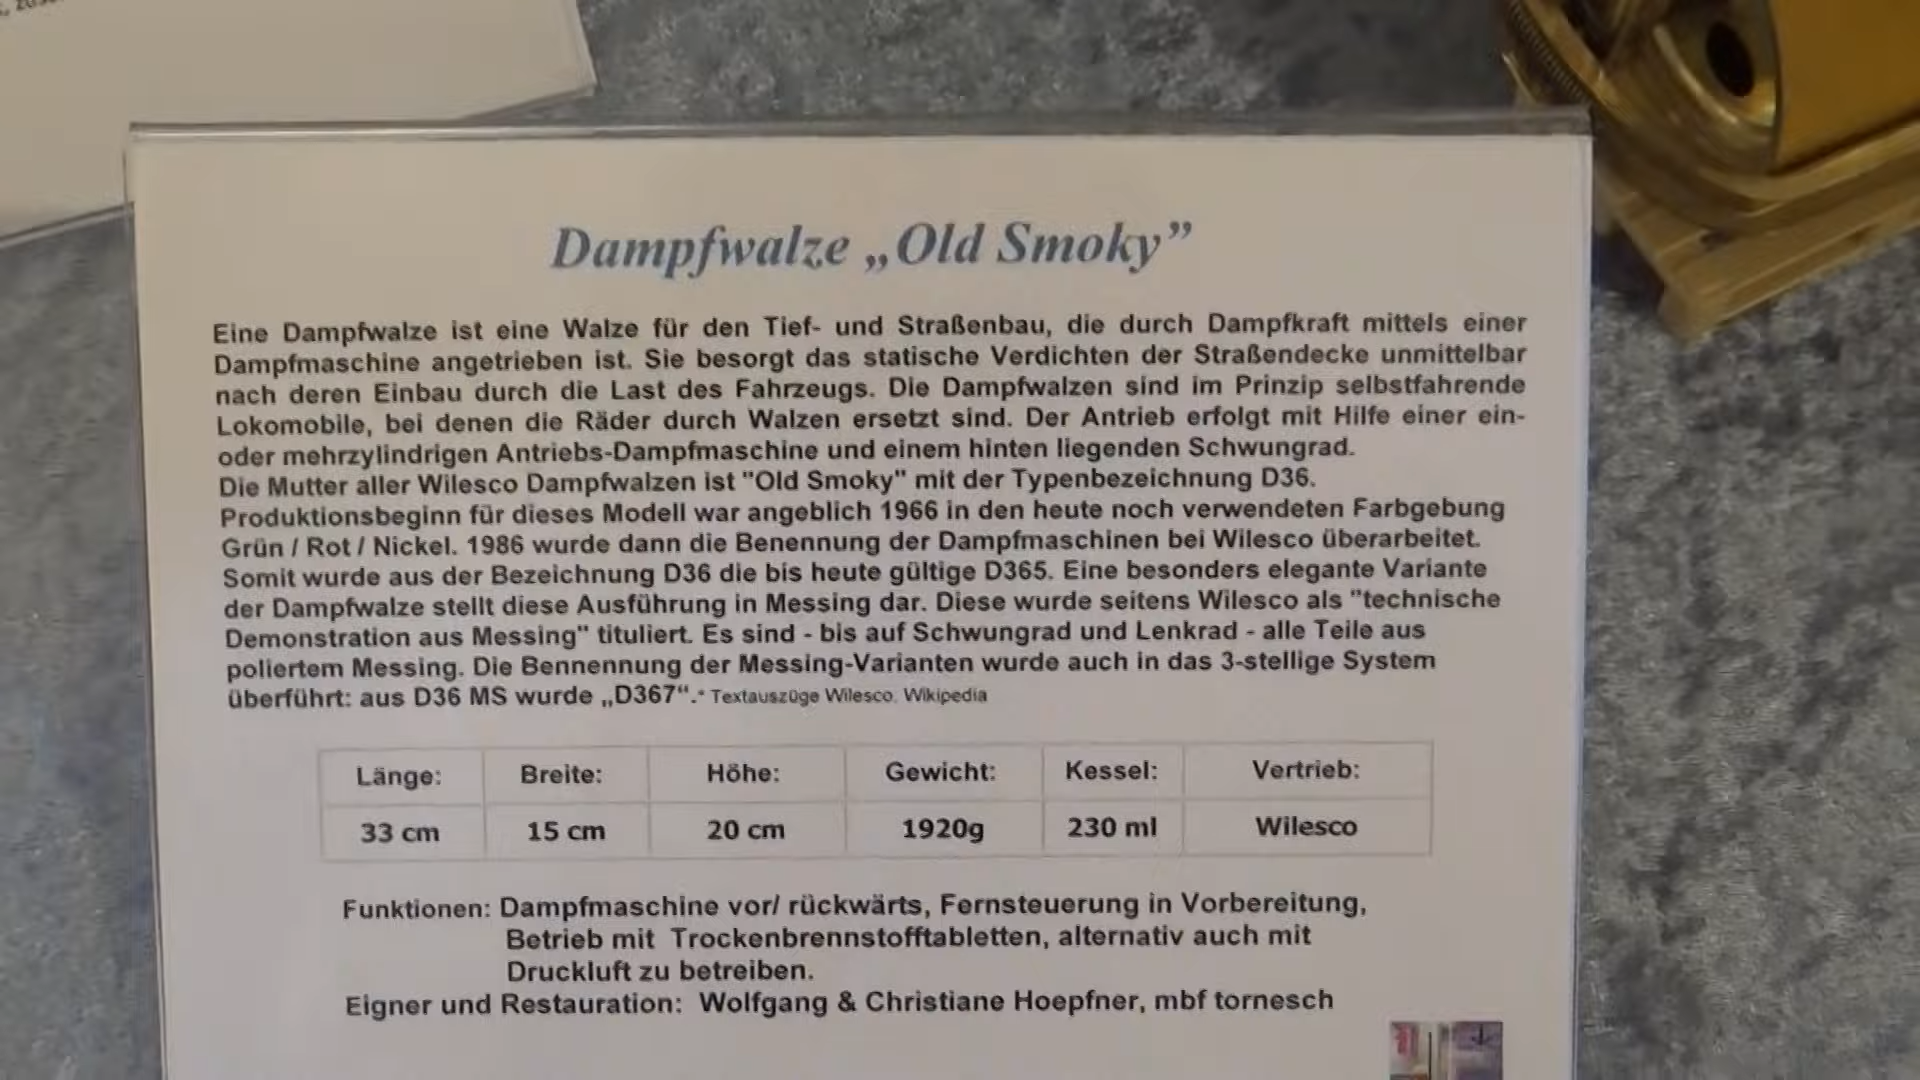 Dampfwalze „Old Smoky”
Eine Dampfwalze ist eine Walze für den Tief- und Straßenbau, die durch Dampfkraft mittels einer
Dampfmaschine angetrieben ist. Sie besorgt das statische Verdichten der Straßendecke unmittelbar
nach deren Einbau durch die Last des Fahrzeugs. Die Dampfwalzen sind im Prinzip selbstfahrende
Lokomobile, bei denen die Räder durch Walzen ersetzt sind. Der Antrieb erfolgt mit Hilfe einer ein-
oder mehrzylindrigen Antriebs-Dampfmaschine und einem hinten liegenden Schwungrad.
Die Mutter aller Wilesco Dampfwalzen ist "Old Smoky" mit der Typenbezeichnung D36.
Produktionsbeginn für dieses Modell war angeblich 1966 in den heute noch verwendeten Farbgebung
Grün / Rot / Nickel. 1986 wurde dann die Benennung der Dampfmaschinen bei Wilesco überarbeitet.
Somit wurde aus der Bezeichnung D36 die bis heute gültige D365. Eine besonders elegante Variante
der Dampfwalze stellt diese Ausführung in Messing dar. Diese wurde seitens Wilesco als "technische
Demonstration aus Messing" tituliert. Es sind - bis auf Schwungrad und Lenkrad - alle Teile aus
poliertem Messing. Die Bennennung der Messing-Varianten wurde auch in das 3-stellige System
überführt: aus D36 MS wurde „D367“.* Textauszüge Wilesco, Wikipedia
Länge: Breite: Höhe: Gewicht: Kessel: Vertrieb:
33 cm 15 cm 20 cm 1920g 230 ml Wilesco
Funktionen: Dampfmaschine vor/ rückwärts, Fernsteuerung in Vorbereitung,
Betrieb mit Trockenbrennstofftabletten, alternativ auch mit
Druckluft zu betreiben.
Eigner und Restauration: Wolfgang & Christiane Hoepfner, mbf tornesch